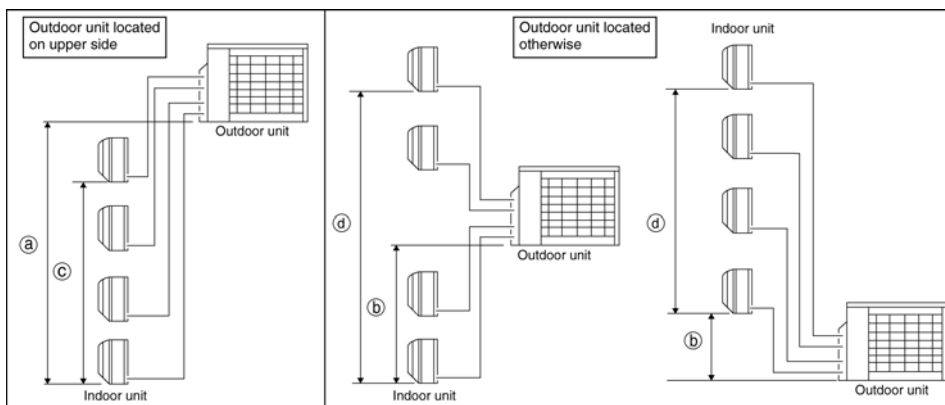 Outdoor unit located
on upper side
Outdoor unit
ⓐ
ⓒ
Indoor unit
Outdoor unit located
otherwise
ⓓ
Outdoor unit
ⓑ
Indoor unit
Indoor unit
ⓓ
ⓑ
Outdoor unit